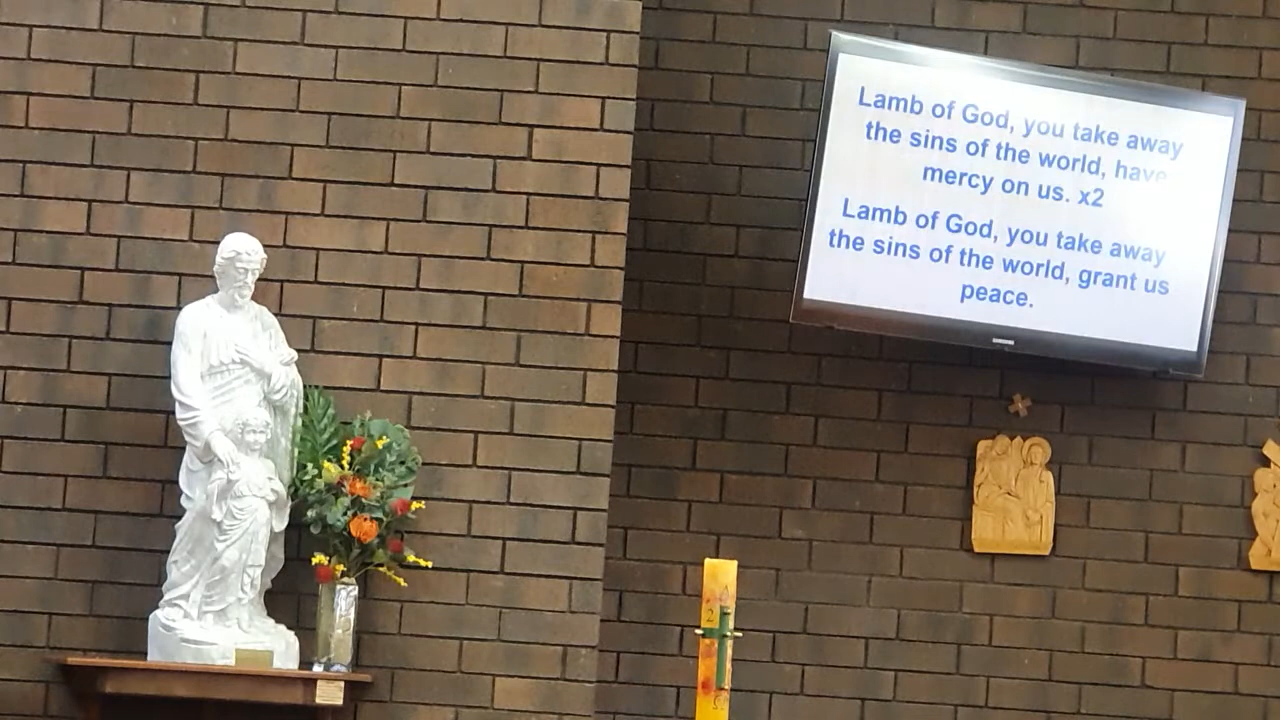 Lamb of God, you take away
the sins of the world, have
mercy on us. x2
Lamb of God, you take away
the sins of the world, grant us
peace.
SAMSUNG
A
2
Ω